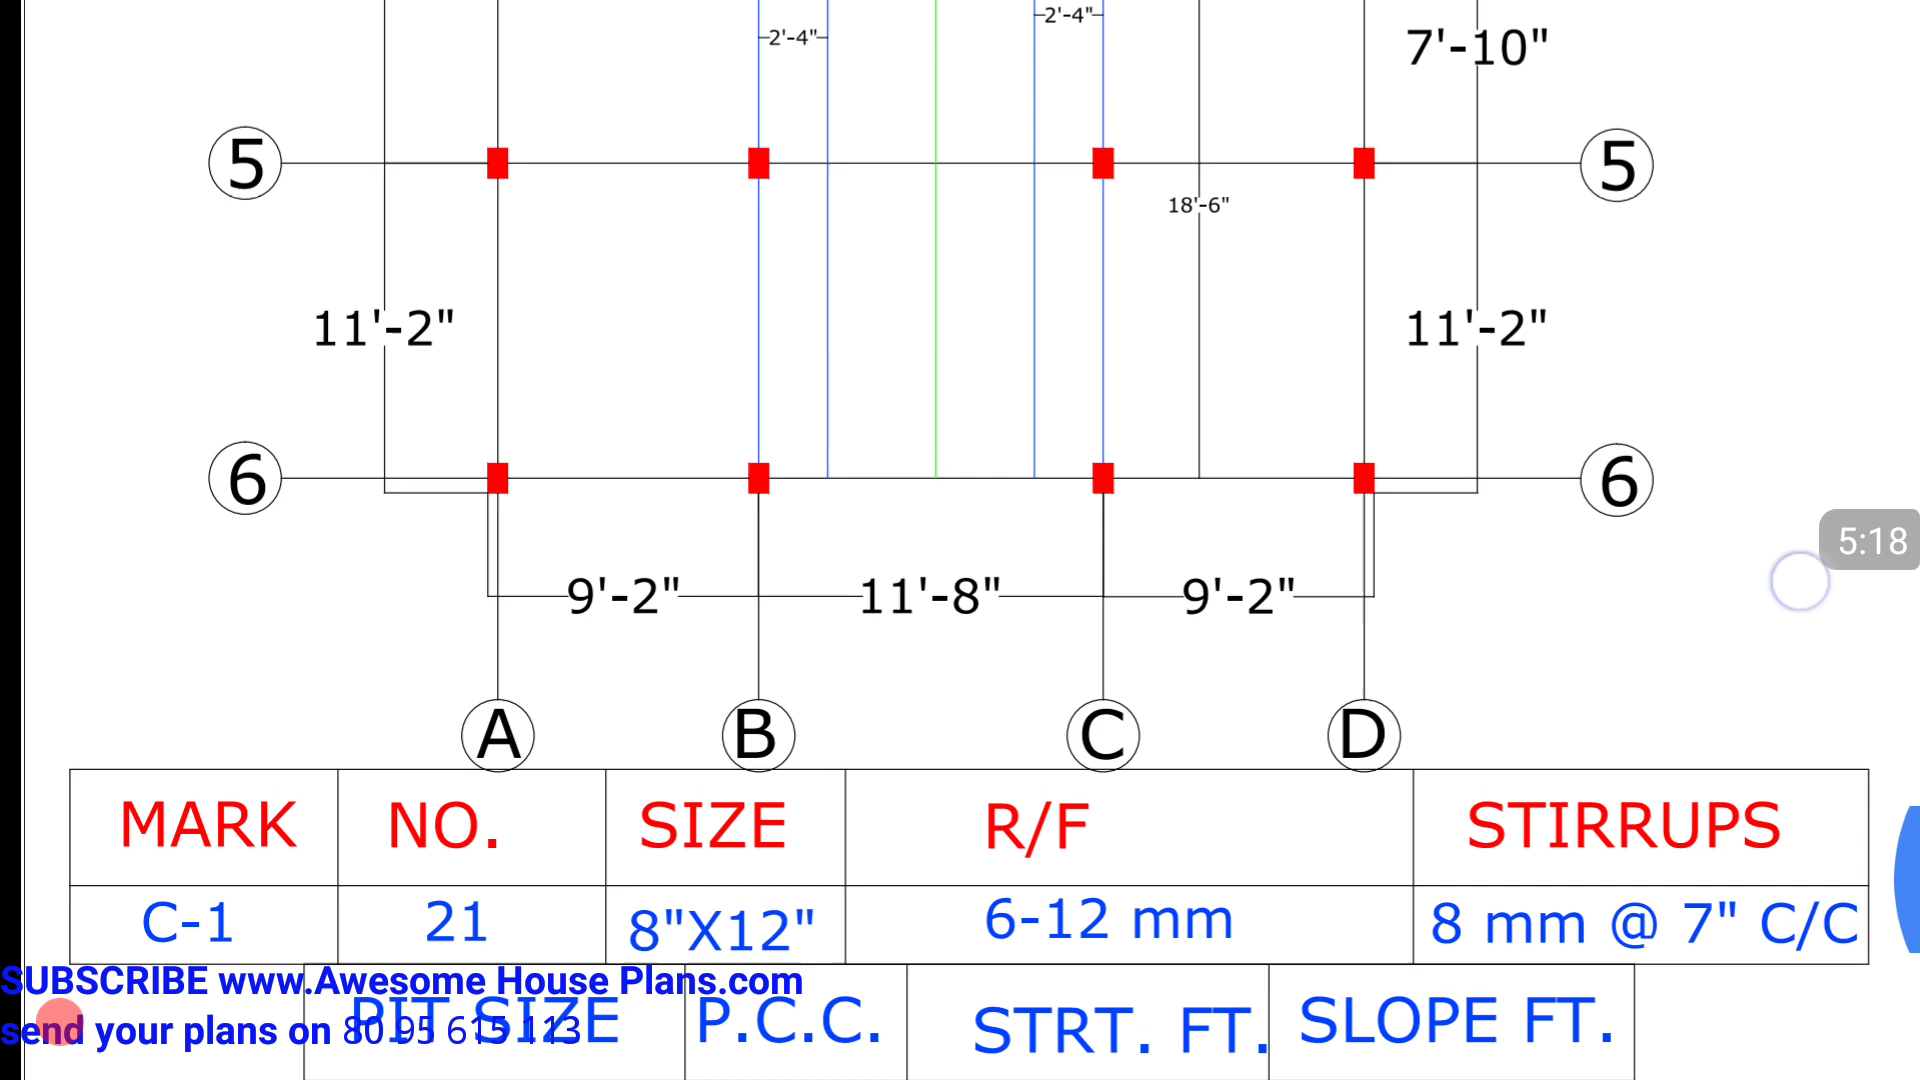 2'-4"
2'-4"
7'-10"
5
5
18'-6"
11'-2"
11'-2"
6
6
5:18
9'-2"
11'-8"
9'-2"
A
B
C
D
MARK NO. SIZE R/F STIRRUPS
C-1 21 8"X12" 6-12 mm 8 mm @ 7" C/C
SUBSCRIBE www.Awesome House Plans.com
PIT SIZE P.C.C. STRT. FT. SLOPE FT.
send your plans on 80 95 615 113